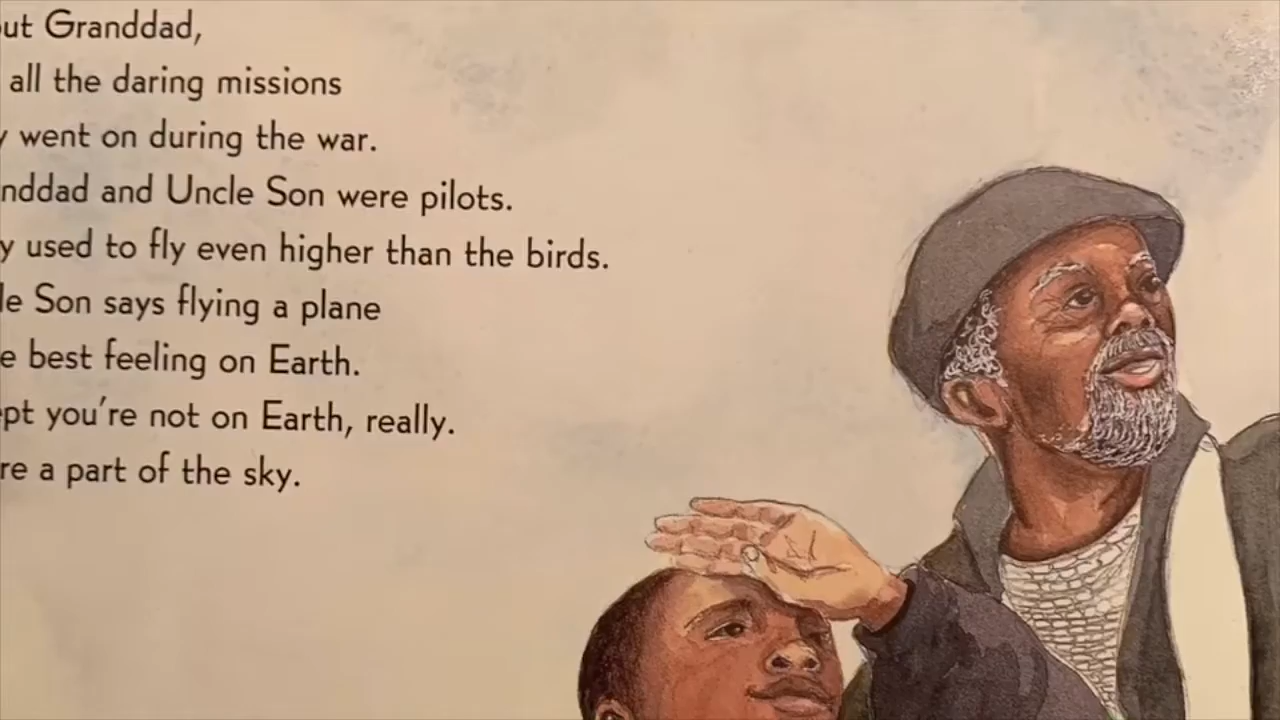 ut Granddad,
all the daring missions
y went on during the war.
nddad and Uncle Son were pilots.
y used to fly even higher than the birds.
le Son says flying a plane
e best feeling on Earth.
pt you're not on Earth, really.
re a part of the sky.